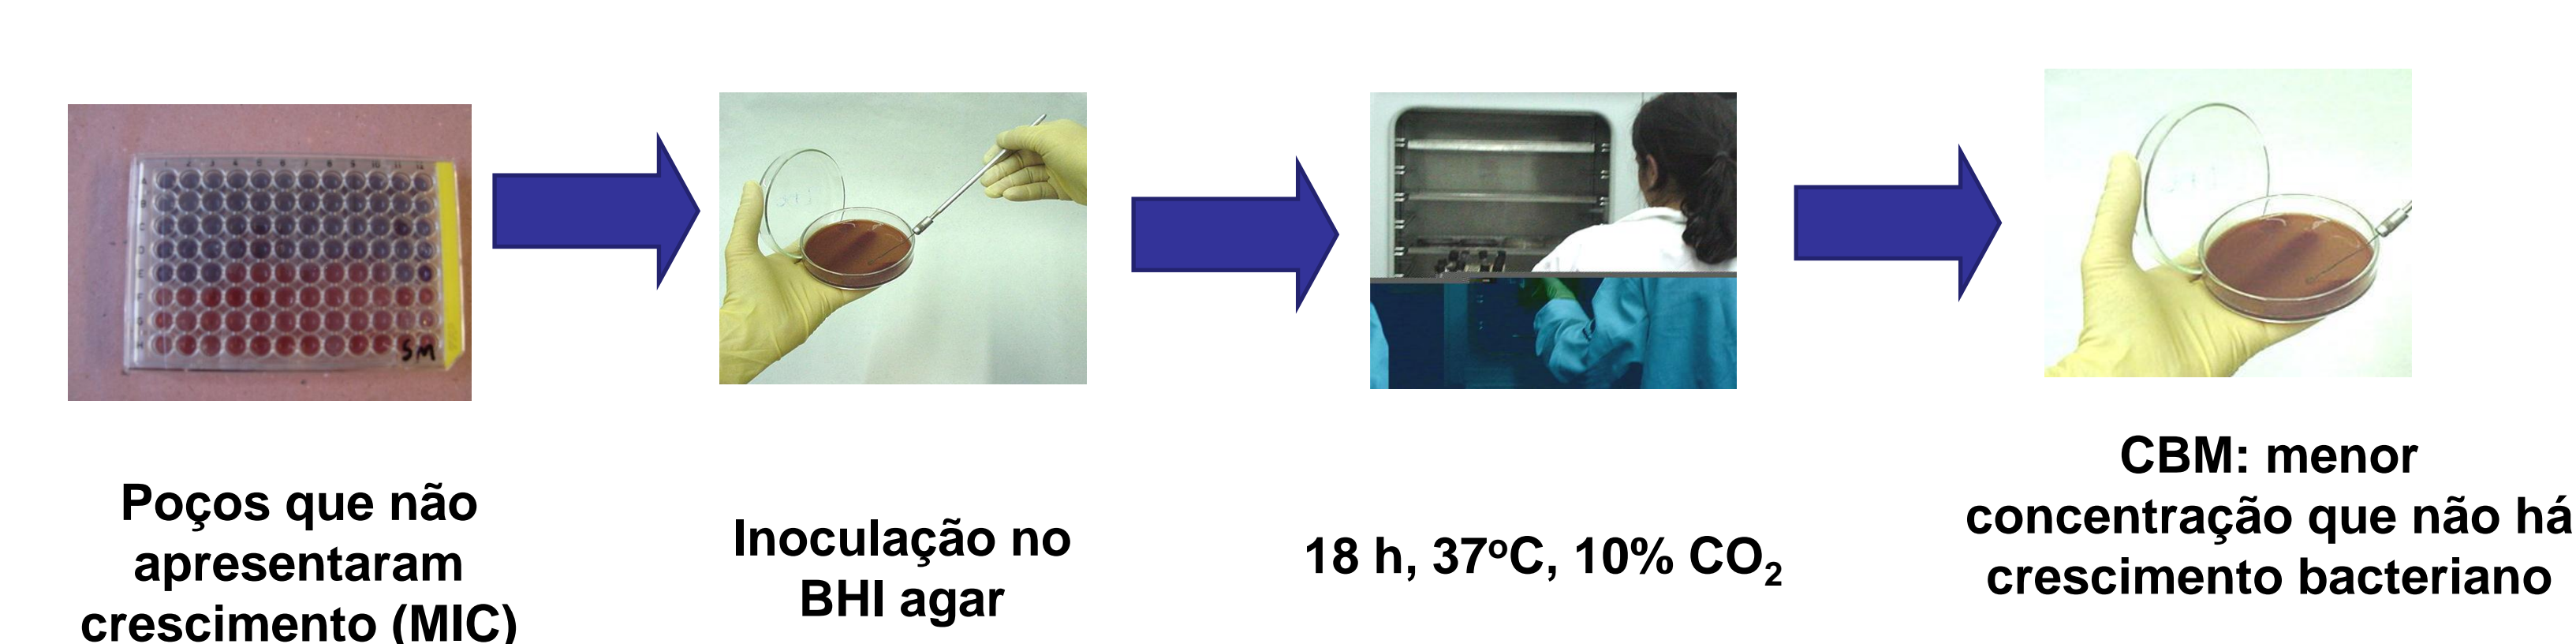 SM
Poços que não
apresentaram
crescimento (MIC)
Inoculação no
BHI agar
18 h, 37ºC, 10% CO₂
CBM: menor
concentração que não há
crescimento bacteriano